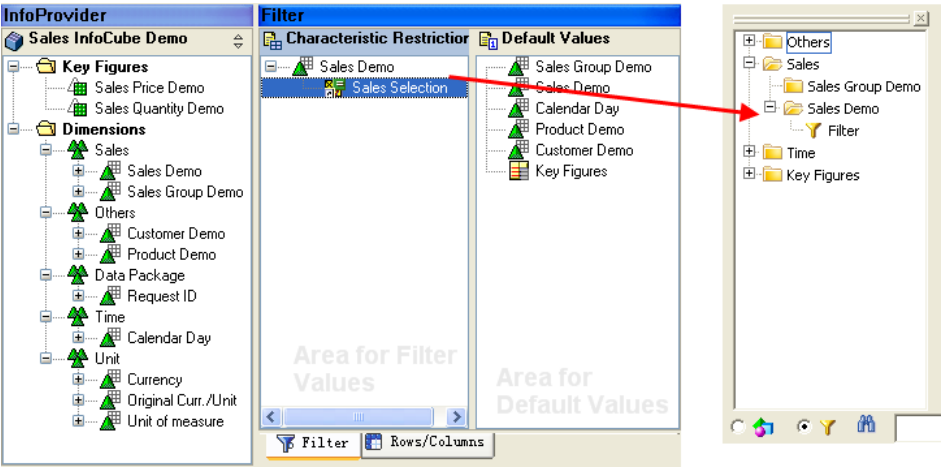 InfoProvider
Sales InfoCube Demo
Key Figures
Sales Price Demo
Sales Quantity Demo
Dimensions
Sales
Sales Demo
Sales Group Demo
Others
Customer Demo
Product Demo
Data Package
Request ID
Time
Calendar Day
Unit
Currency
Original Curr./Unit
Unit of measure
Filter
Characteristic Restriction
Sales Demo
Sales Selection
Area for Filter
Values
Default Values
Sales Group Demo
Sales Demo
Calendar Day
Product Demo
Customer Demo
Key Figures
Area for
Default Values
Filter
Rows/Columns
Others
Sales
Sales Group Demo
Sales Demo
Filter
Time
Key Figures